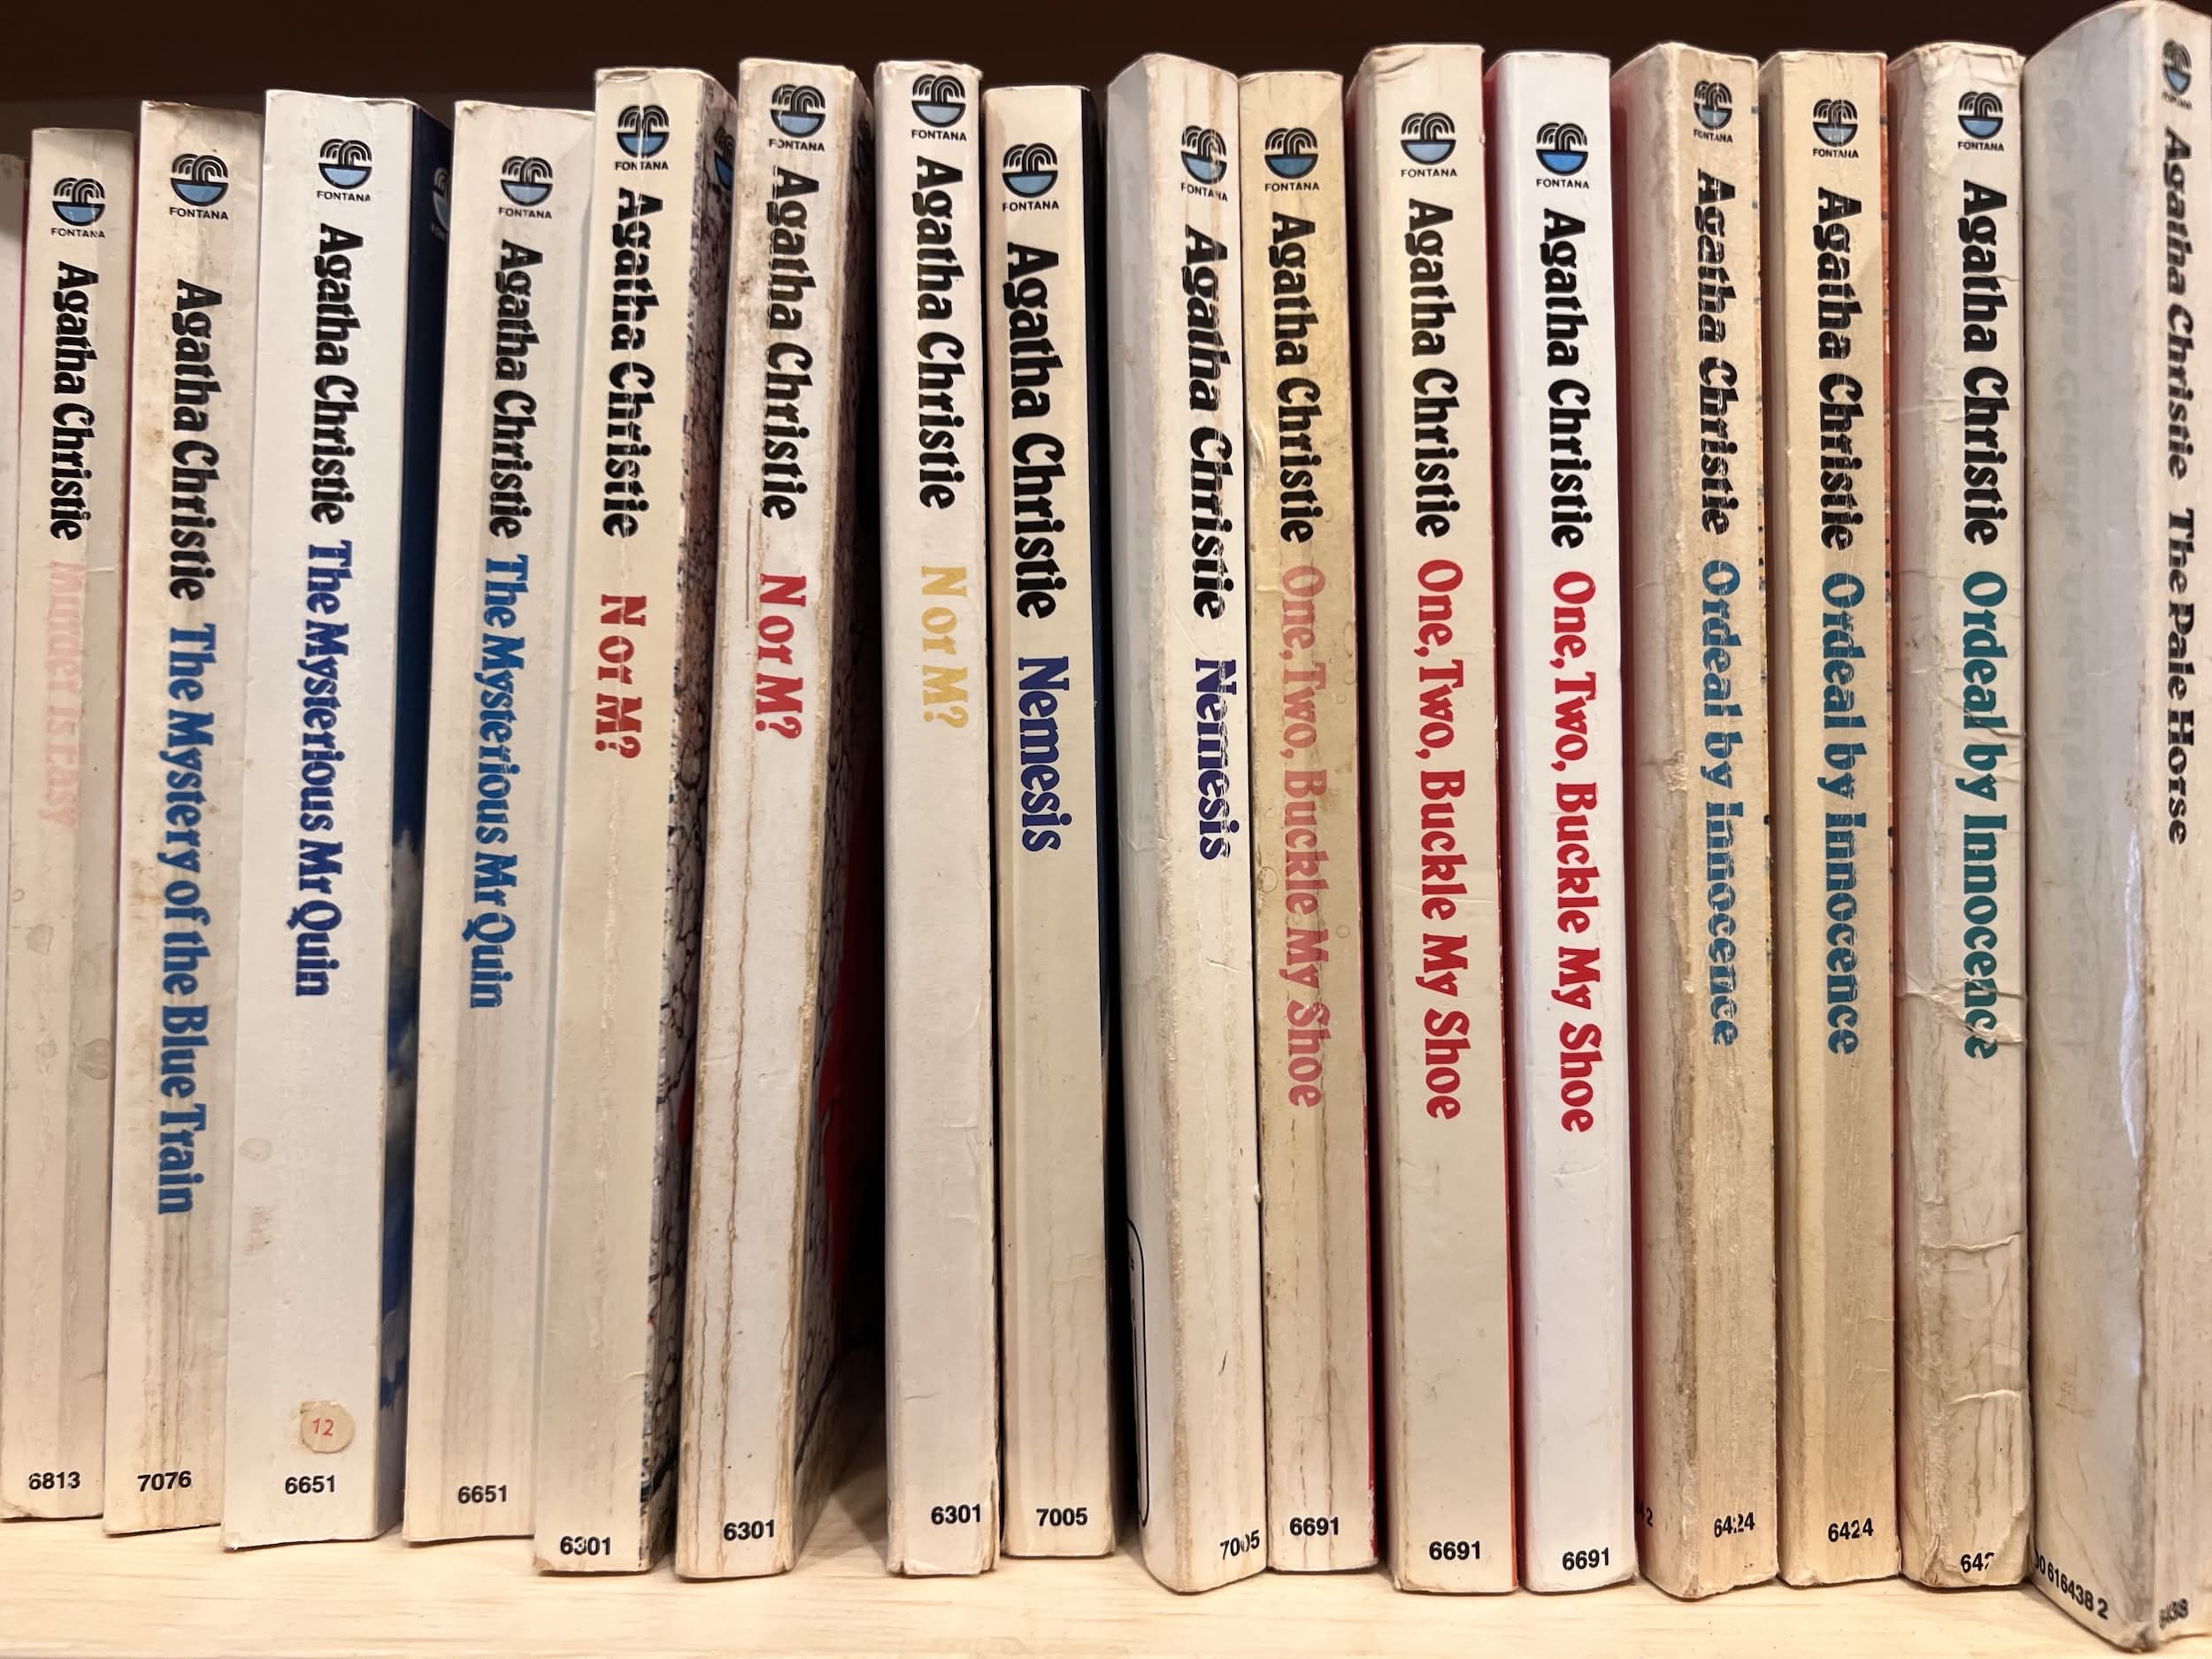 FONTANA
Agatha Christie Murder is Easy
6813
FONTANA
Agatha Christie The Mystery of the Blue Train
7076
FONTANA
Agatha Christie The Mysterious Mr Quin
12
6651
FONTANA
Agatha Christie The Mysterious Mr Quin
6651
FONTANA
Agatha Christie N or M?
6301
FONTANA
Agatha Christie N or M?
6301
FONTANA
Agatha Christie N or M?
6301
FONTANA
Agatha Christie Nemesis
7005
FONTANA
Agatha Christie Nemesis
7005
FONTANA
Agatha Christie One, Two, Buckle My Shoe
6691
FONTANA
Agatha Christie One, Two, Buckle My Shoe
6691
FONTANA
Agatha Christie One, Two, Buckle My Shoe
6691
FONTANA
Agatha Christie Ordeal by Innocence
42
6424
FONTANA
Agatha Christie Ordeal by Innocence
6424
FONTANA
Agatha Christie Ordeal by Innocence
642
Agatha Christie The Pale Horse
00 616438 2